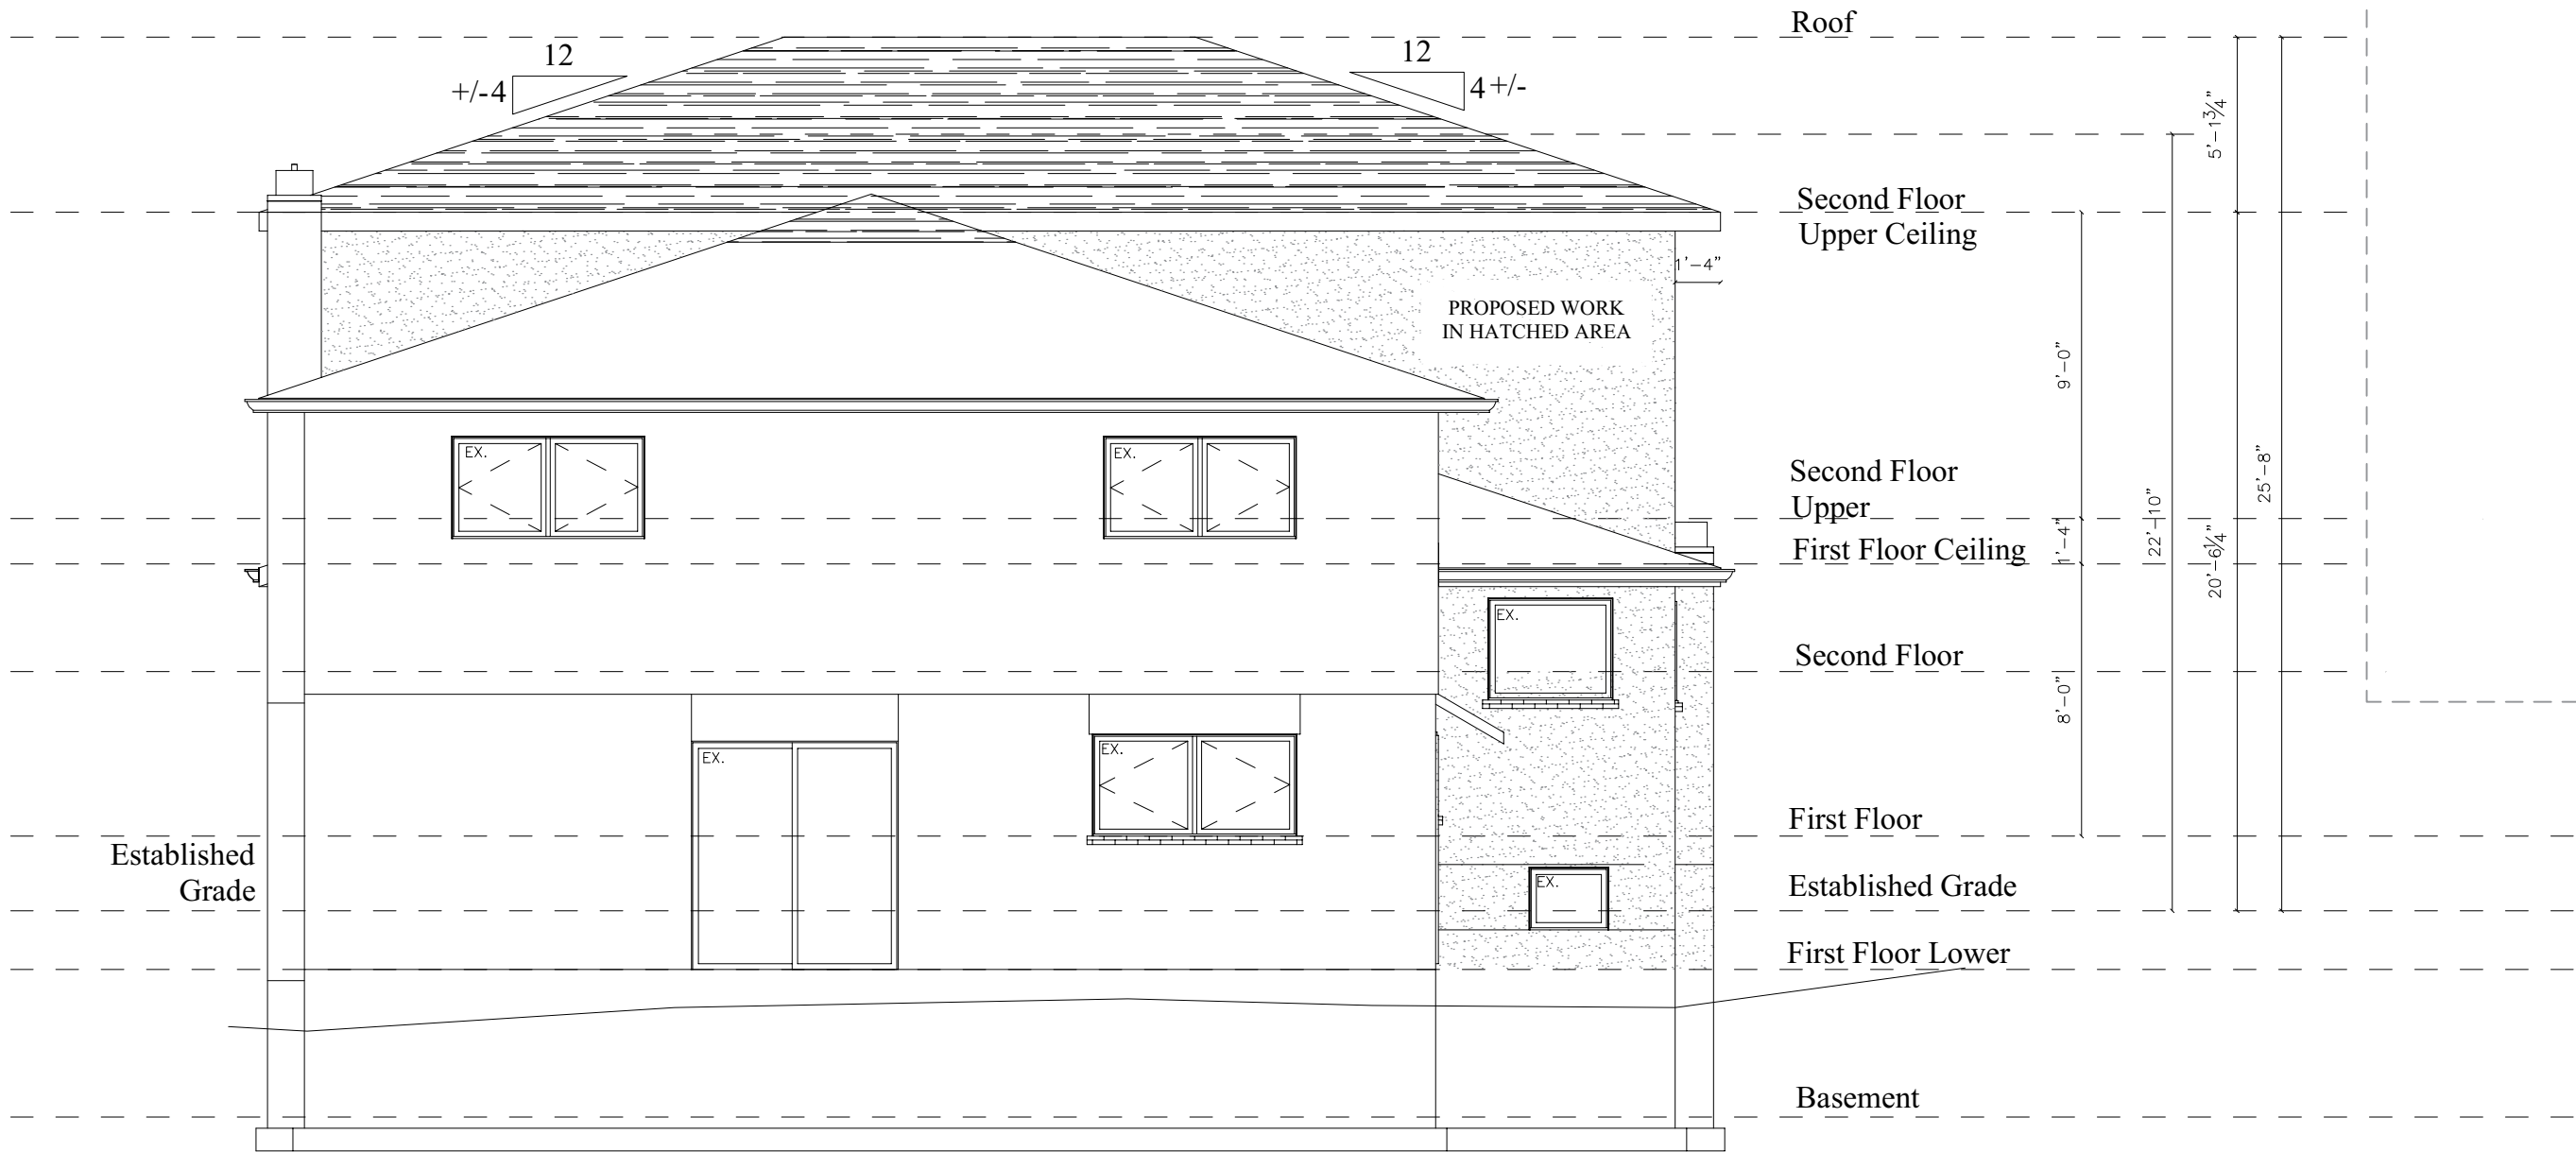 Roof
12
+/-4
12
4 +/-
5'-1¾"
Second Floor
Upper Ceiling
1'-4"
PROPOSED WORK
IN HATCHED AREA
9'-0"
EX.
EX.
Second Floor
Upper
25'-8"
22'-10"
1'-4"
First Floor Ceiling
20'-6¼"
EX.
Second Floor
8'-0"
EX.
EX.
First Floor
Established
Grade
EX.
Established Grade
First Floor Lower
Basement